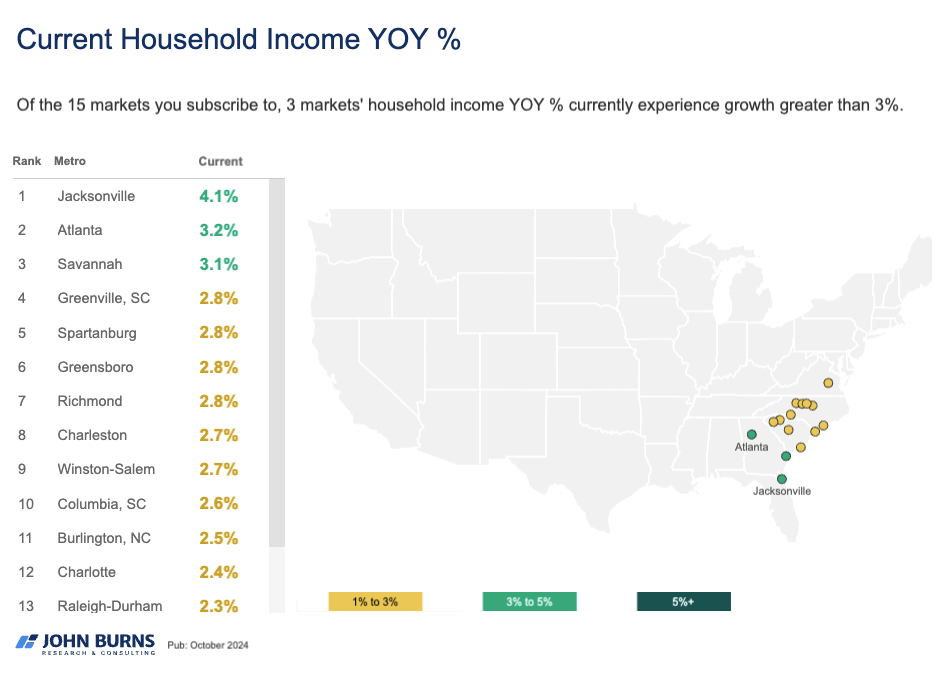 Current Household Income YOY %
Of the 15 markets you subscribe to, 3 markets' household income YOY % currently experience growth greater than 3%.
Rank Metro Current
1 Jacksonville 4.1%
2 Atlanta 3.2%
3 Savannah 3.1%
4 Greenville, SC 2.8%
5 Spartanburg 2.8%
6 Greensboro 2.8%
7 Richmond 2.8%
8 Charleston 2.7%
9 Winston-Salem 2.7%
10 Columbia, SC 2.6%
11 Burlington, NC 2.5%
12 Charlotte 2.4%
13 Raleigh-Durham 2.3%
Atlanta
Jacksonville
1% to 3% 3% to 5% 5%+
JOHN BURNS
RESEARCH & CONSULTING
Pub: October 2024